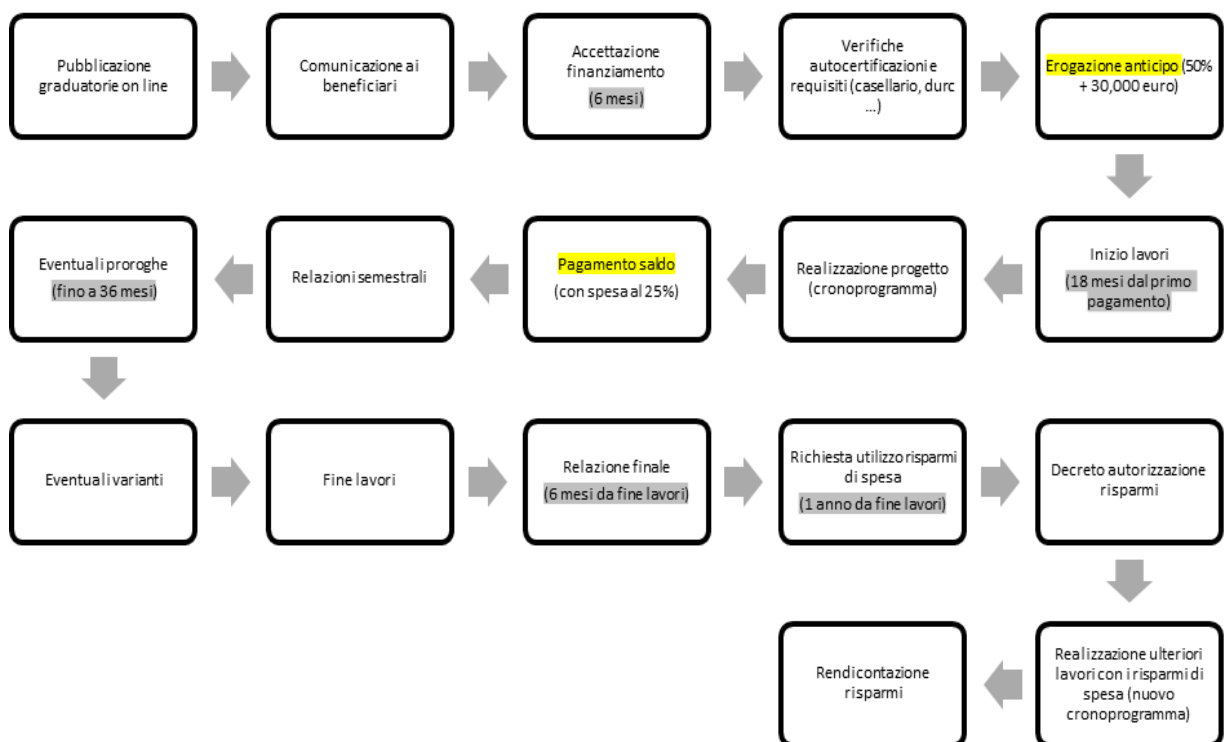 Pubblicazione
graduatorie on line
Comunicazione ai
beneficiari
Accettazione
finanziamento
(6 mesi)
Verifiche
autocertificazioni e
requisiti (casellario, durc
...)
Erogazione anticipo (50%
+ 30,000 euro)
Eventuali proroghe
(fino a 36 mesi)
Relazioni semestrali
Pagamento saldo
(con spesa al 25%)
Realizzazione progetto
(cronoprogramma)
Inizio lavori
(18 mesi dal primo
pagamento)
Eventuali varianti
Fine lavori
Relazione finale
(6 mesi da fine lavori)
Richiesta utilizzo risparmi
di spesa
(1 anno da fine lavori)
Decreto autorizzazione
risparmi
Rendicontazione
risparmi
Realizzazione ulteriori
lavori con i risparmi di
spesa (nuovo
cronoprogramma)